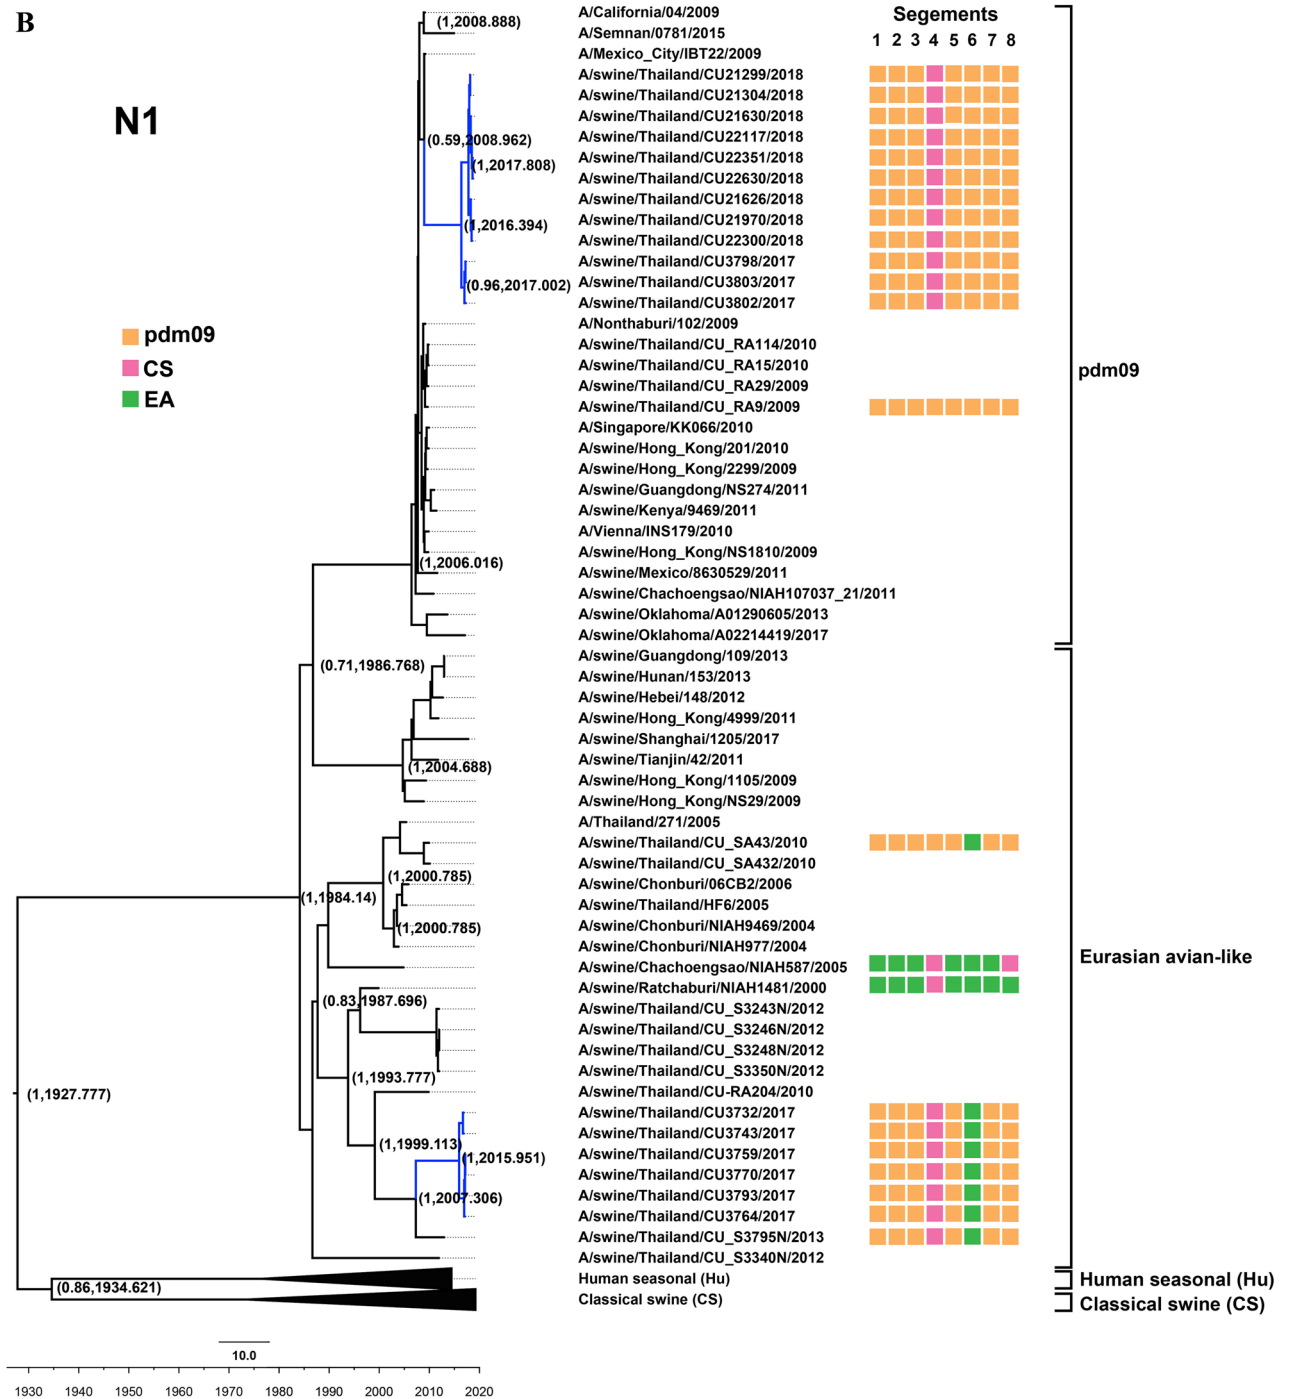 B
N1
Segements
1 2 3 4 5 6 7 8
pdm09
CS
EA
A/California/04/2009
(1,2008.888)
A/Semnan/0781/2015
A/Mexico_City/IBT22/2009
A/swine/Thailand/CU21299/2018
A/swine/Thailand/CU21304/2018
A/swine/Thailand/CU21630/2018
A/swine/Thailand/CU22117/2018
(0.59,2008.962)
A/swine/Thailand/CU22351/2018
(1,2017.808)
A/swine/Thailand/CU22630/2018
A/swine/Thailand/CU21626/2018
A/swine/Thailand/CU21970/2018
(1,2016.394)
A/swine/Thailand/CU22300/2018
A/swine/Thailand/CU3798/2017
A/swine/Thailand/CU3803/2017
(0.96,2017.002)
A/swine/Thailand/CU3802/2017
A/Nonthaburi/102/2009
A/swine/Thailand/CU_RA114/2010
A/swine/Thailand/CU_RA15/2010
pdm09
A/swine/Thailand/CU_RA29/2009
A/swine/Thailand/CU_RA9/2009
A/Singapore/KK066/2010
A/swine/Hong_Kong/201/2010
A/swine/Hong_Kong/2299/2009
A/swine/Guangdong/NS274/2011
A/swine/Kenya/9469/2011
A/Vienna/INS179/2010
A/swine/Hong_Kong/NS1810/2009
(1,2006.016)
A/swine/Mexico/8630529/2011
A/swine/Chachoengsao/NIAH107037_21/2011
A/swine/Oklahoma/A01290605/2013
A/swine/Oklahoma/A02214419/2017
A/swine/Guangdong/109/2013
(0.71,1986.768)
A/swine/Hunan/153/2013
A/swine/Hebei/148/2012
A/swine/Hong_Kong/4999/2011
A/swine/Shanghai/1205/2017
A/swine/Tianjin/42/2011
(1,2004.688)
A/swine/Hong_Kong/1105/2009
A/swine/Hong_Kong/NS29/2009
A/Thailand/271/2005
A/swine/Thailand/CU_SA43/2010
A/swine/Thailand/CU_SA432/2010
(1,2000.785)
A/swine/Chonburi/06CB2/2006
(1,1984.14)
A/swine/Thailand/HF6/2005
A/swine/Chonburi/NIAH9469/2004
(1,2000.785)
A/swine/Chonburi/NIAH977/2004
Eurasian avian-like
A/swine/Chachoengsao/NIAH587/2005
A/swine/Ratchaburi/NIAH1481/2000
(0.83,1987.696)
A/swine/Thailand/CU_S3243N/2012
A/swine/Thailand/CU_S3246N/2012
A/swine/Thailand/CU_S3248N/2012
A/swine/Thailand/CU_S3350N/2012
(1,1993.777)
A/swine/Thailand/CU-RA204/2010
(1,1927.777)
A/swine/Thailand/CU3732/2017
A/swine/Thailand/CU3743/2017
(1,1999.113)
A/swine/Thailand/CU3759/2017
(1,2015.951)
A/swine/Thailand/CU3770/2017
A/swine/Thailand/CU3793/2017
(1,2007.306)
A/swine/Thailand/CU3764/2017
A/swine/Thailand/CU_S3795N/2013
A/swine/Thailand/CU_S3340N/2012
Human seasonal (Hu)
Human seasonal (Hu)
(0.86,1934.621)
Classical swine (CS)
Classical swine (CS)
10.0
1930 1940 1950 1960 1970 1980 1990 2000 2010 2020